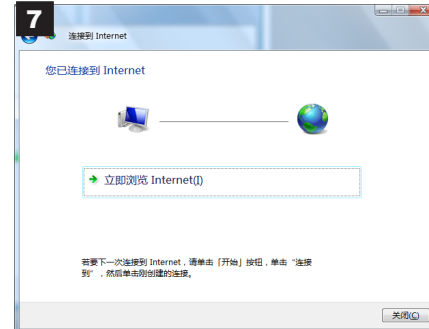 7
连接到 Internet
您已连接到 Internet
立即浏览 Internet(I)
若要下一次连接到 Internet，请单击「开始」按钮，单击“连接
到”，然后单击刚创建的连接。
关闭(C)